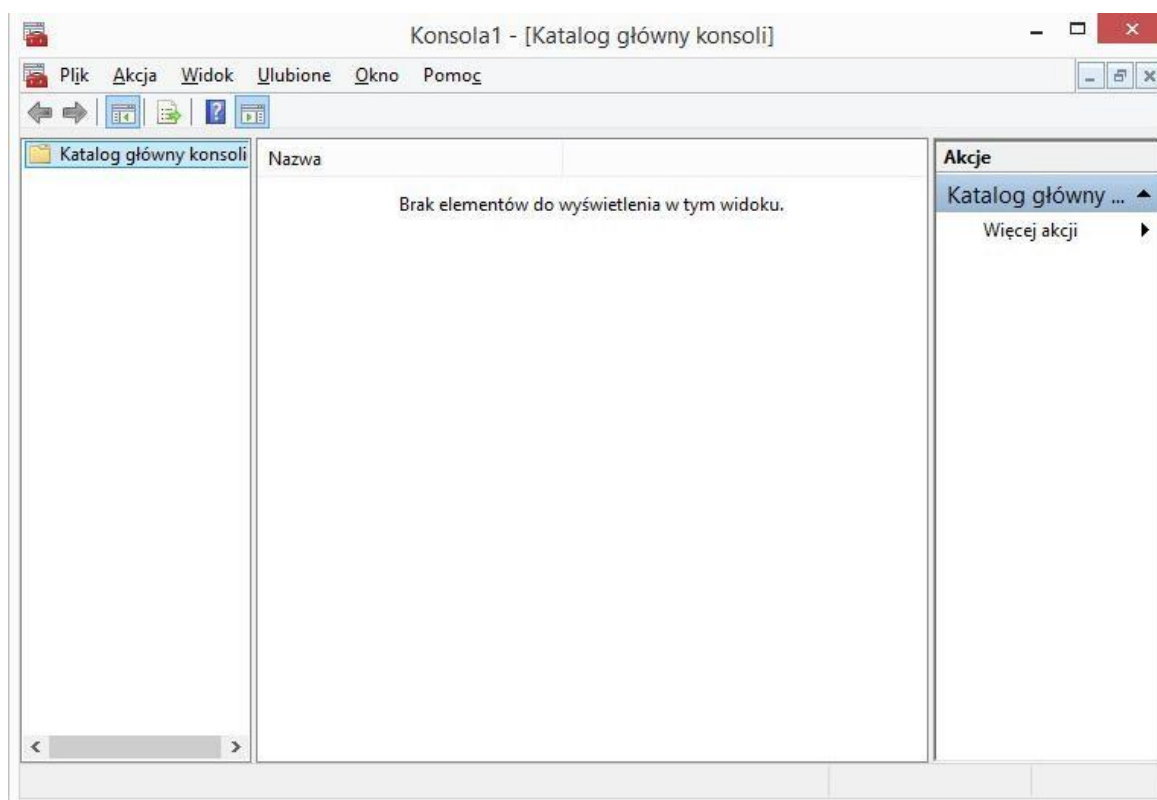 Konsola1 - [Katalog główny konsoli]
Plik Akcja Widok Ulubione Okno Pomoc
Katalog główny konsoli
Nazwa
Brak elementów do wyświetlenia w tym widoku.
Akcje
Katalog główny ...
Więcej akcji